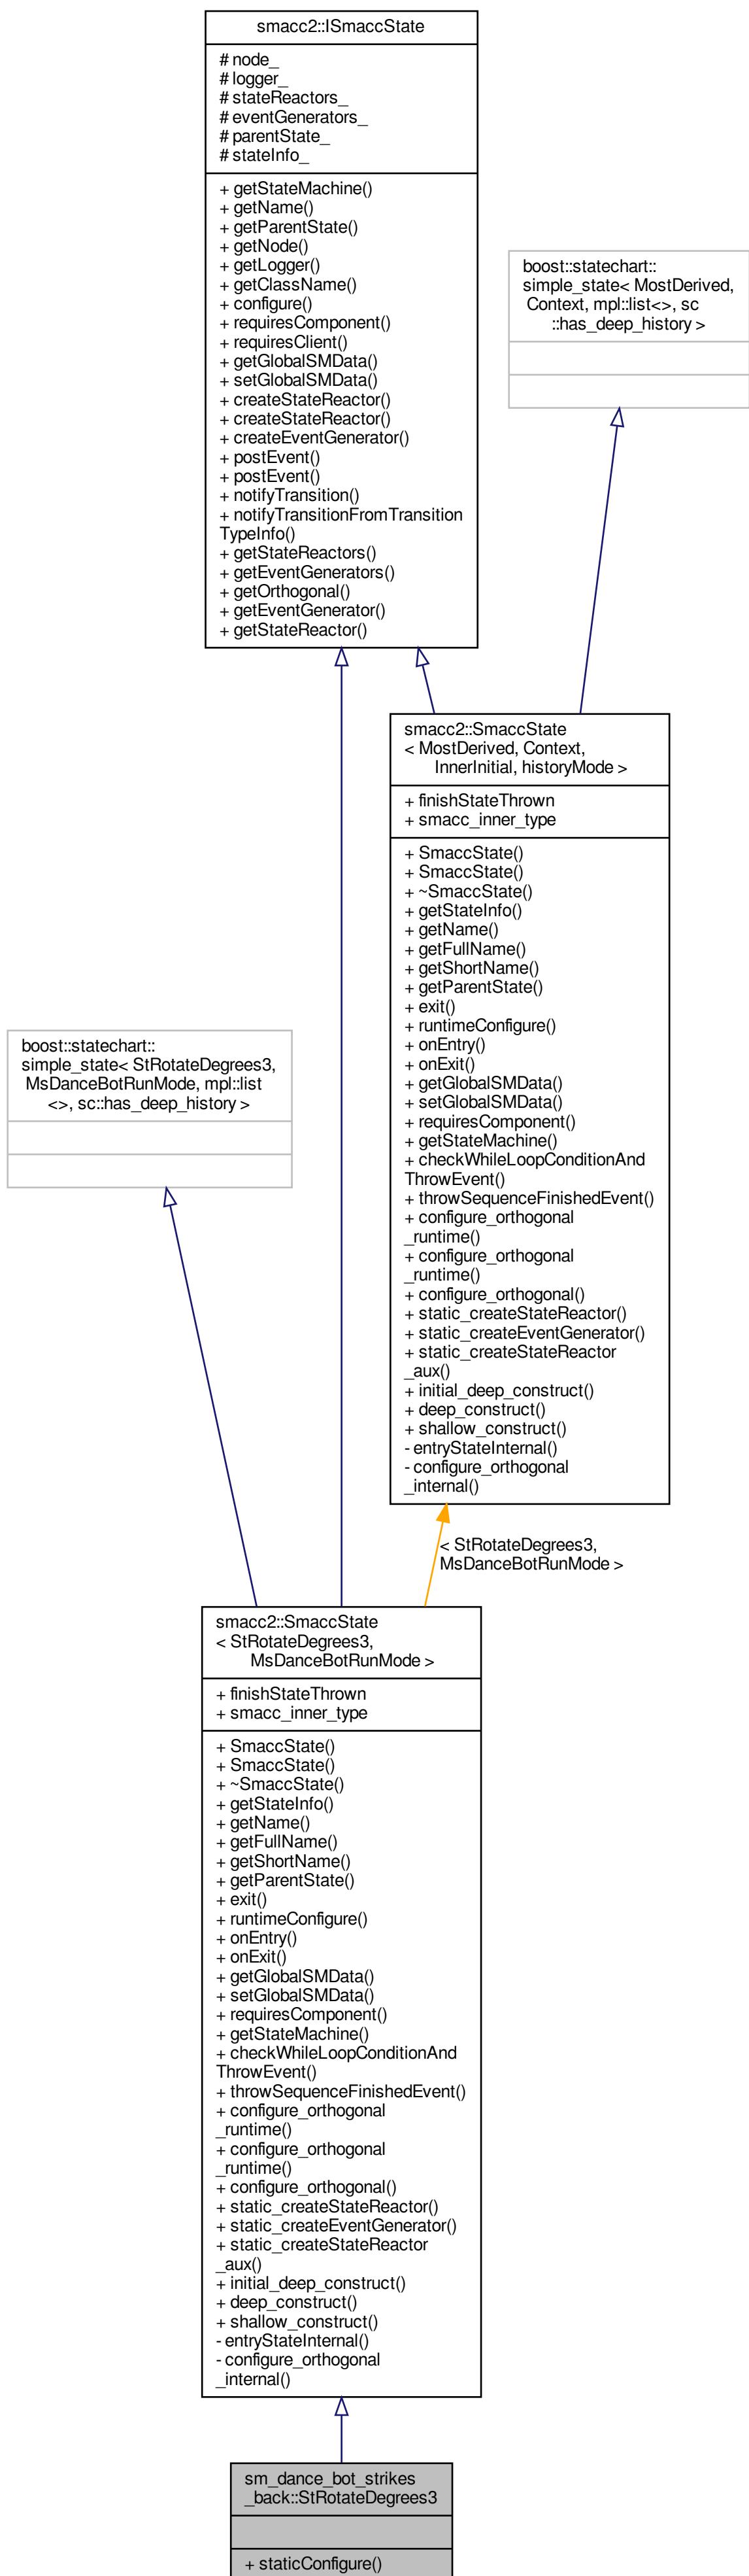 smacc2::ISmaccState
# node_
# logger_
# stateReactors_
# eventGenerators_
# parentState_
# stateInfo_
+ getStateMachine()
+ getName()
+ getParentState()
+ getNode()
+ getLogger()
+ getClassName()
+ configure()
+ requiresComponent()
+ requiresClient()
+ getGlobalSMData()
+ setGlobalSMData()
+ createStateReactor()
+ createStateReactor()
+ createEventGenerator()
+ postEvent()
+ postEvent()
+ notifyTransition()
+ notifyTransitionFromTransition
TypeInfo()
+ getStateReactors()
+ getEventGenerators()
+ getOrthogonal()
+ getEventGenerator()
+ getStateReactor()
boost::statechart::
simple_state< MostDerived,
Context, mpl::list<>, sc
::has_deep_history >
smacc2::SmaccState
< MostDerived, Context,
InnerInitial, historyMode >
+ finishStateThrown
+ smacc_inner_type
+ SmaccState()
+ SmaccState()
+ ~SmaccState()
+ getStateInfo()
+ getName()
+ getFullName()
+ getShortName()
+ getParentState()
+ exit()
+ runtimeConfigure()
+ onEntry()
+ onExit()
+ getGlobalSMData()
+ setGlobalSMData()
+ requiresComponent()
+ getStateMachine()
+ checkWhileLoopConditionAnd
ThrowEvent()
+ throwSequenceFinishedEvent()
+ configure_orthogonal
_runtime()
+ configure_orthogonal
_runtime()
+ configure_orthogonal()
+ static_createStateReactor()
+ static_createEventGenerator()
+ static_createStateReactor
_aux()
+ initial_deep_construct()
+ deep_construct()
+ shallow_construct()
- entryStateInternal()
- configure_orthogonal
_internal()
boost::statechart::
simple_state< StRotateDegrees3,
MsDanceBotRunMode, mpl::list
<>, sc::has_deep_history >
< StRotateDegrees3,
MsDanceBotRunMode >
smacc2::SmaccState
< StRotateDegrees3,
MsDanceBotRunMode >
+ finishStateThrown
+ smacc_inner_type
+ SmaccState()
+ SmaccState()
+ ~SmaccState()
+ getStateInfo()
+ getName()
+ getFullName()
+ getShortName()
+ getParentState()
+ exit()
+ runtimeConfigure()
+ onEntry()
+ onExit()
+ getGlobalSMData()
+ setGlobalSMData()
+ requiresComponent()
+ getStateMachine()
+ checkWhileLoopConditionAnd
ThrowEvent()
+ throwSequenceFinishedEvent()
+ configure_orthogonal
_runtime()
+ configure_orthogonal
_runtime()
+ configure_orthogonal()
+ static_createStateReactor()
+ static_createEventGenerator()
+ static_createStateReactor
_aux()
+ initial_deep_construct()
+ deep_construct()
+ shallow_construct()
- entryStateInternal()
- configure_orthogonal
_internal()
sm_dance_bot_strikes
_back::StRotateDegrees3
+ staticConfigure()